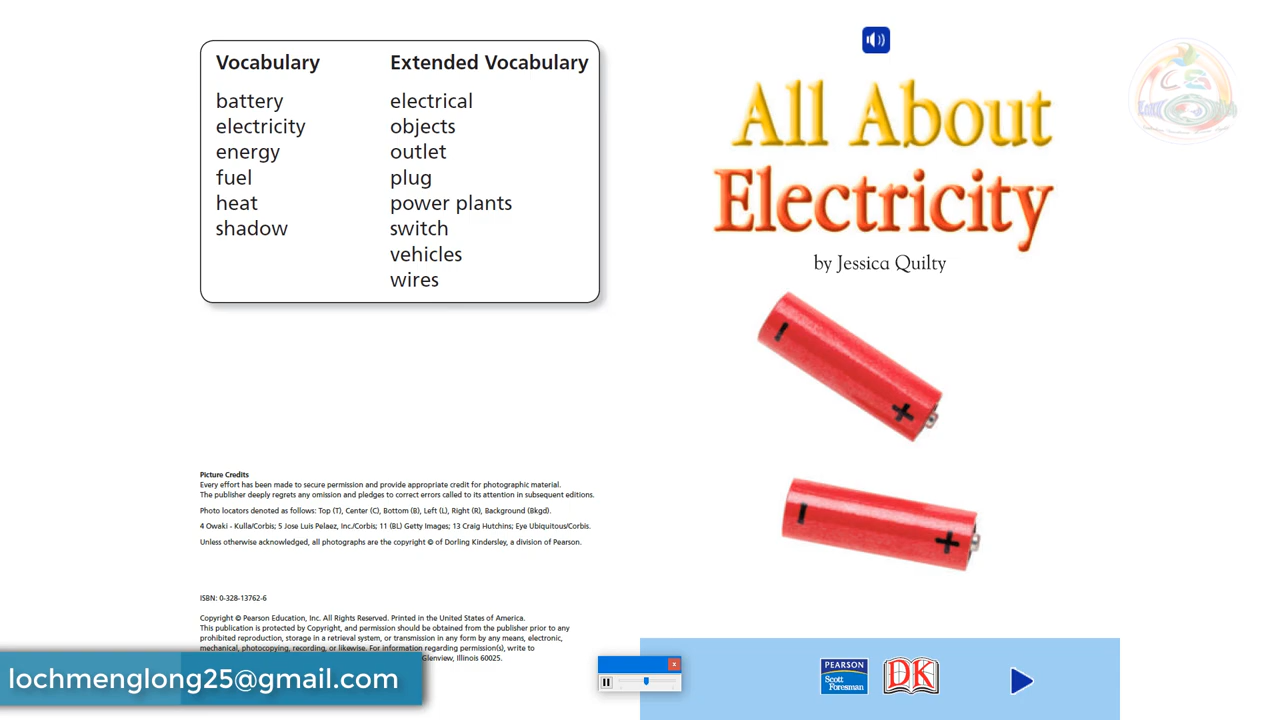 Vocabulary
battery
electricity
energy
fuel
heat
shadow
Extended Vocabulary
electrical
objects
outlet
plug
power plants
switch
vehicles
wires
Picture Credits
Every effort has been made to secure permission and provide appropriate credit for photographic material.
The publisher deeply regrets any omission and pledges to correct errors called to its attention in subsequent editions.
Photo locators denoted as follows: Top (T), Center (C), Bottom (B), Left (L), Right (R), Background (Bkgd).
4 Owaki - Kulla/Corbis; 5 Jose Luis Pelaez, Inc./Corbis; 11 (BL) Getty Images; 13 Craig Hutchins; Eye Ubiquitous/Corbis.
Unless otherwise acknowledged, all photographs are the copyright © of Dorling Kindersley, a division of Pearson.
ISBN: 0-328-13762-6
Copyright © Pearson Education, Inc. All Rights Reserved. Printed in the United States of America.
This publication is protected by Copyright, and permission should be obtained from the publisher prior to any
prohibited reproduction, storage in a retrieval system, or transmission in any form by any means, electronic,
mechanical, photocopying, recording, or likewise. For information regarding permission(s), write to
Glenview, Illinois 60025.
lochmenglong25@gmail.com
All About
Electricity
by Jessica Quilty
- +
- +
PEARSON
Scott
Foresman
DK